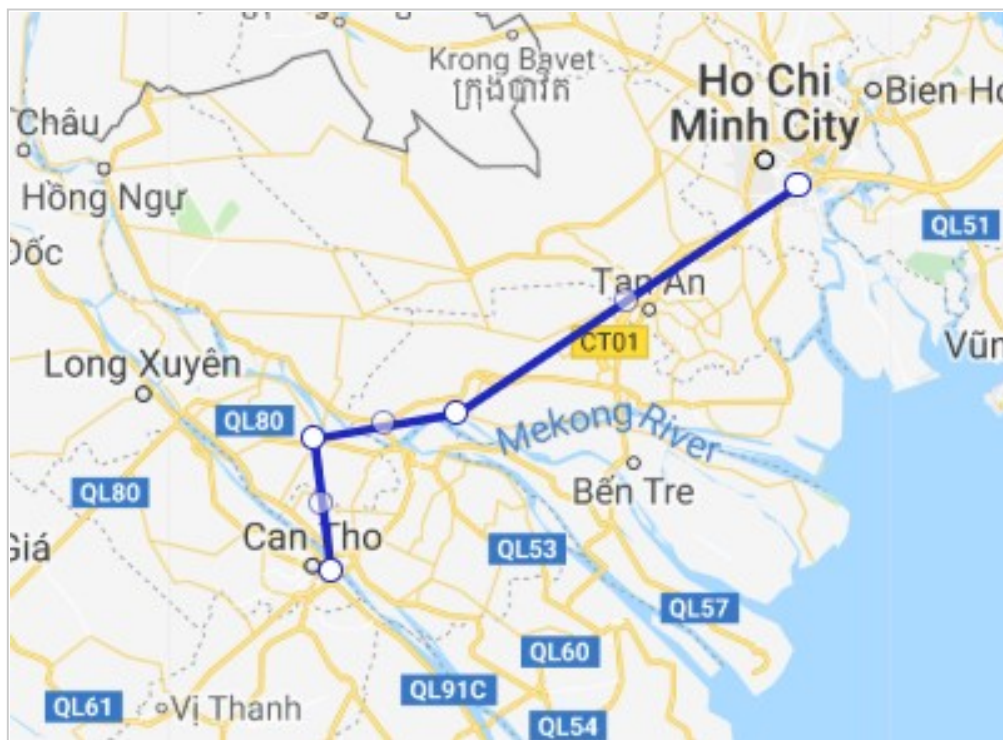 Krong Bavet
ក្រុងបាវិត
Ho Chi
Minh City
Bien Ho
Châu
Hồng Ngự
Đốc
QL51
Tan An
CT01
Vũn
Long Xuyên
QL80
Mekong River
Bến Tre
QL80
Can Tho
Giá
QL53
QL57
QL60
QL91C
QL61
Vị Thanh
QL54